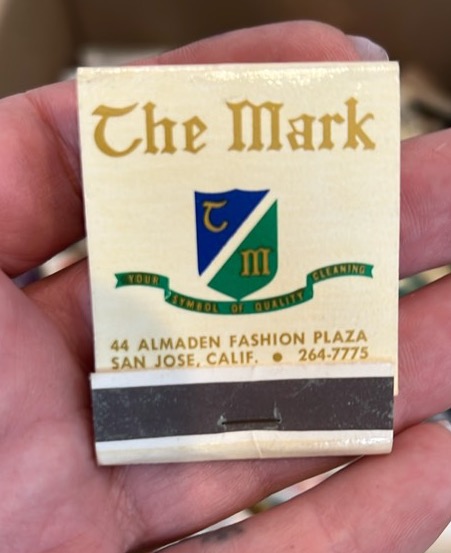 The Mark
T
M
YOUR SYMBOL OF QUALITY CLEANING
44 ALMADEN FASHION PLAZA
SAN JOSE, CALIF. • 264-7775